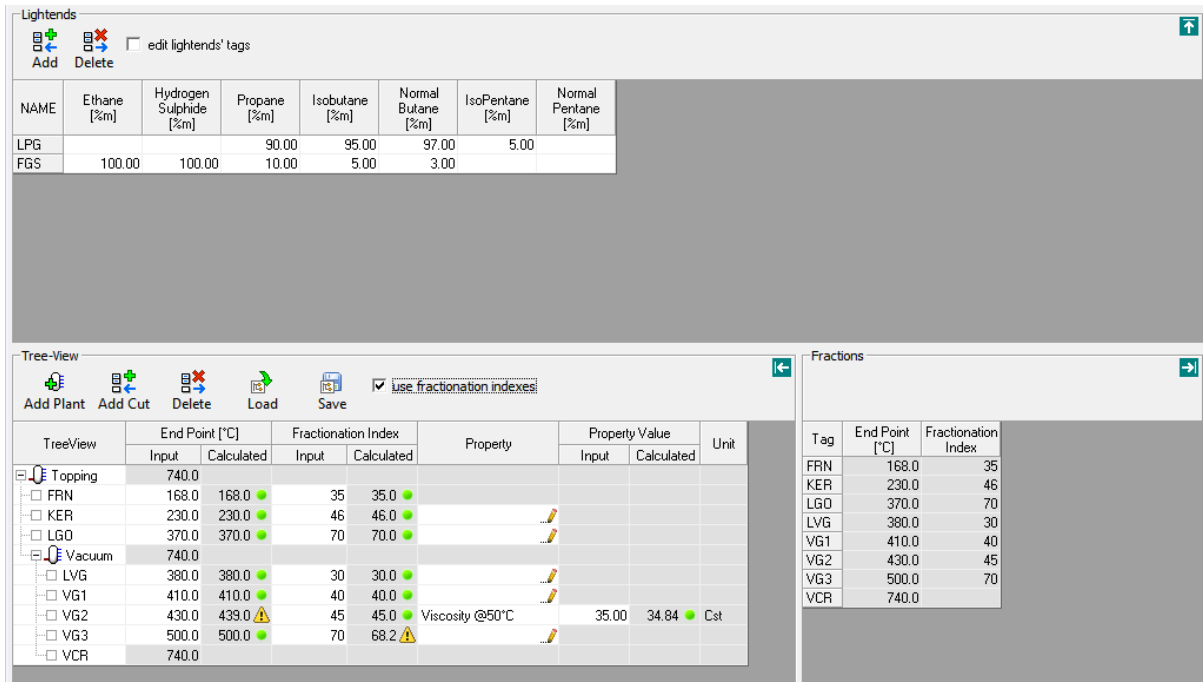 Lightends
Add Delete edit lightends' tags
NAME Ethane [%m] Hydrogen Sulphide [%m] Propane [%m] Isobutane [%m] Normal Butane [%m] IsoPentane [%m] Normal Pentane [%m]
LPG 90.00 95.00 97.00 5.00
FGS 100.00 100.00 10.00 5.00 3.00
Tree-View
Add Plant Add Cut Delete Load Save use fractionation indexes
TreeView End Point [°C] Fractionation Index Property Property Value Unit
Input Calculated Input Calculated Input Calculated
Topping 740.0
FRN 168.0 168.0 35 35.0
KER 230.0 230.0 46 46.0 ...
LGO 370.0 370.0 70 70.0 ...
Vacuum 740.0
LVG 380.0 380.0 30 30.0 ...
VG1 410.0 410.0 40 40.0 ...
VG2 430.0 439.0 45 45.0 Viscosity @50°C 35.00 34.84 Cst
VG3 500.0 500.0 70 68.2 ...
VCR 740.0
Fractions
Tag End Point [°C] Fractionation Index
FRN 168.0 35
KER 230.0 46
LGO 370.0 70
LVG 380.0 30
VG1 410.0 40
VG2 430.0 45
VG3 500.0 70
VCR 740.0